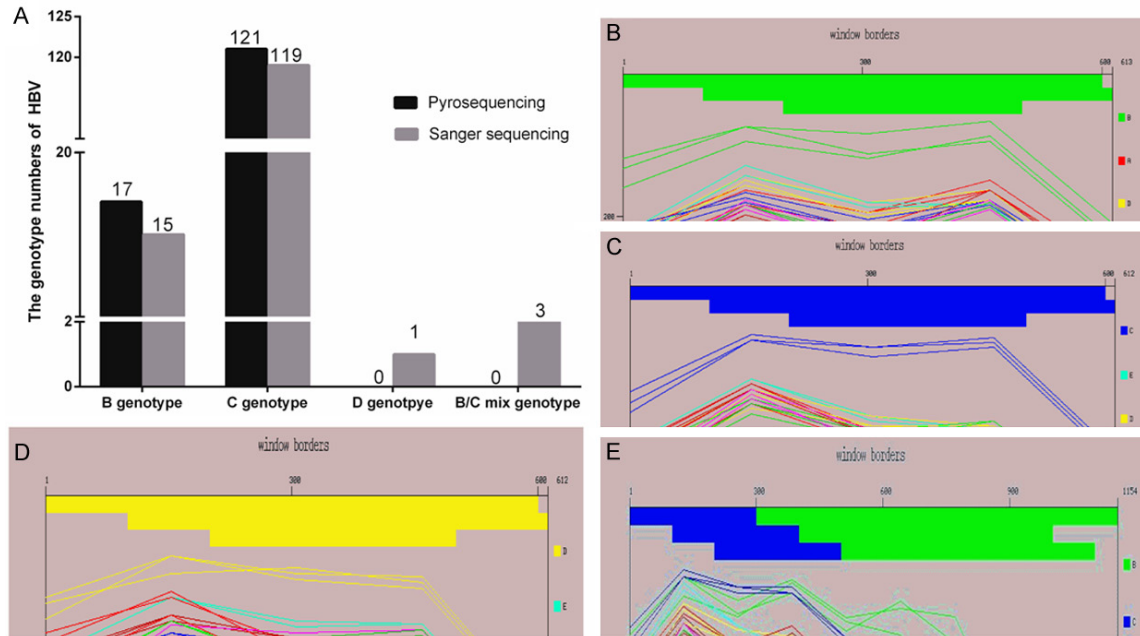 A
The genotype numbers of HBV
125
120
20
2
0
121
119
17
15
0
1
0
3
Pyrosequencing
Sanger sequencing
B genotype
C genotype
D genotpye
B/C mix genotype
B
window borders
1
300
600
613
B
A
D
200
C
window borders
1
300
600
612
C
E
D
D
window borders
1
300
600
612
D
E
E
window borders
1
300
600
900
1154
B
C